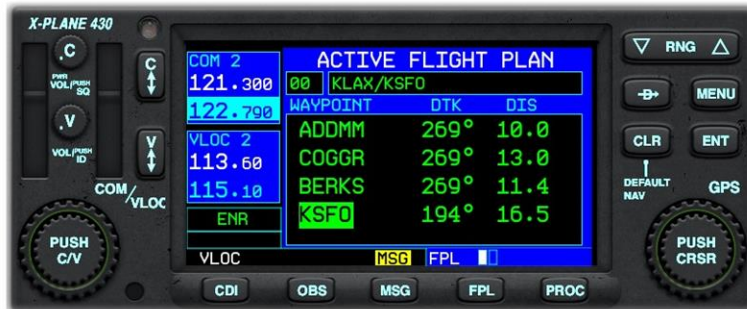 X-PLANE 430
C
PWR
VOL/PUSH
SQ
V
VOL/PUSH
ID
COM/VLOC
PUSH
C/V
C
V
COM 2
121.300
122.790
VLOC 2
113.60
115.10
ENR
VLOC
ACTIVE FLIGHT PLAN
00 KLAX/KSFO
WAYPOINT DTK DIS
ADDMM 269° 10.0
COGGR 269° 13.0
BERKS 269° 11.4
KSFO 194° 16.5
MSG FPL
RNG
D
MENU
CLR
ENT
DEFAULT
NAV
GPS
PUSH
CRSR
CDI OBS MSG FPL PROC